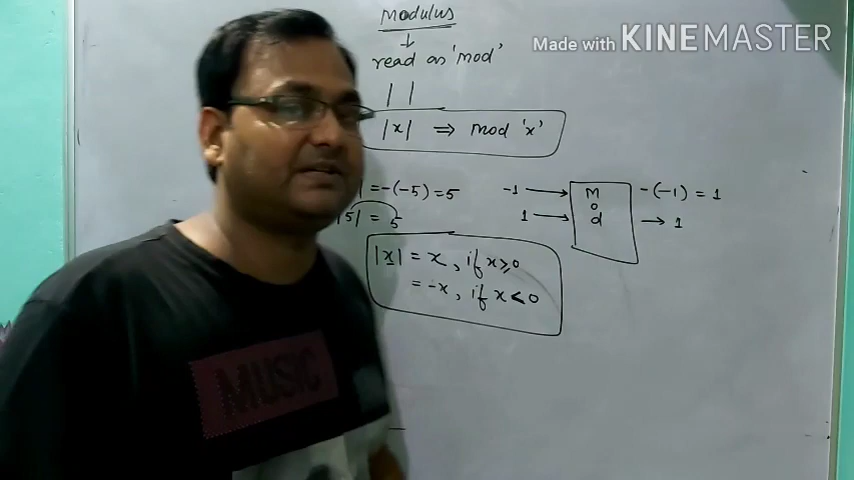 Modulus
↓
read as 'mod'
Made with KINEMASTER
| |
|x| ⇒ mod 'x'
| = -(-5) = 5
|5| = 5
-1 → mod -(-1) = 1
1 → → 1
|x| = x, if x ≥ 0
= -x, if x < 0
MUSIC